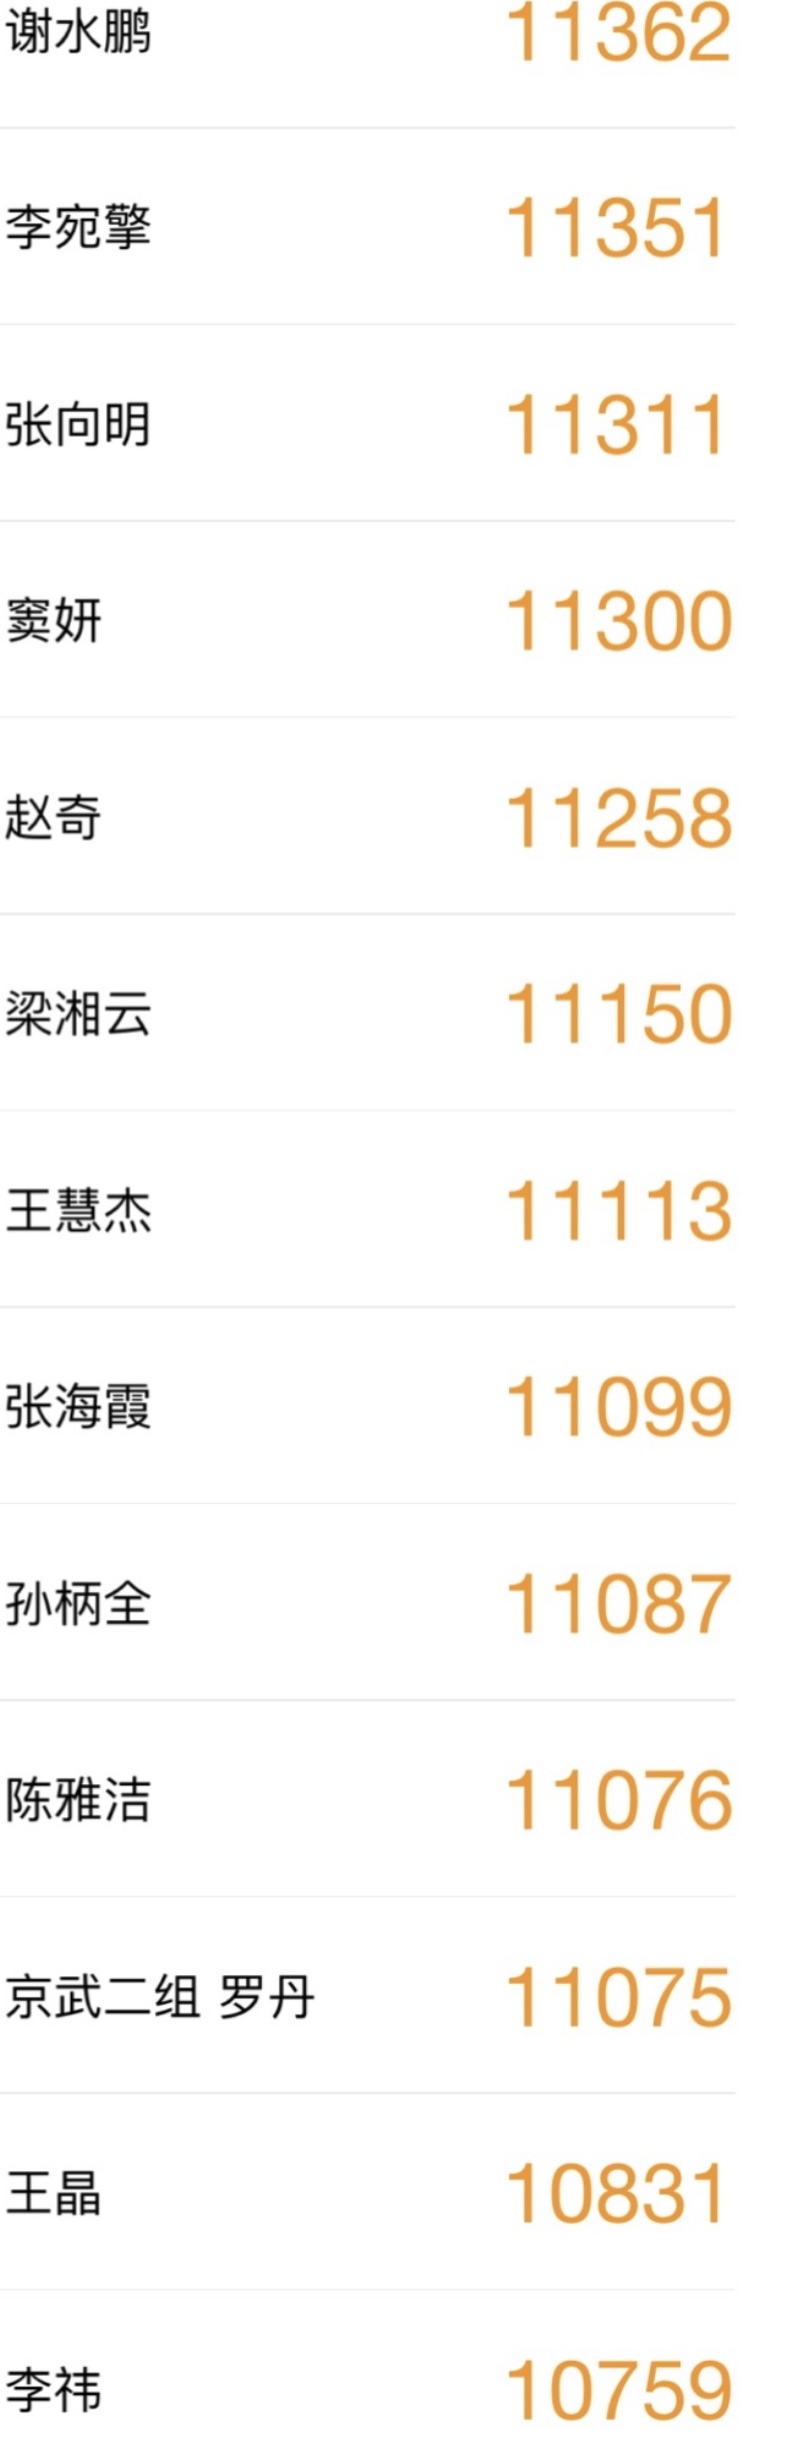 谢水鹏 11362
李宛擎 11351
张向明 11311
窦妍 11300
赵奇 11258
梁湘云 11150
王慧杰 11113
张海霞 11099
孙柄全 11087
陈雅洁 11076
京武二组 罗丹 11075
王晶 10831
李祎 10759